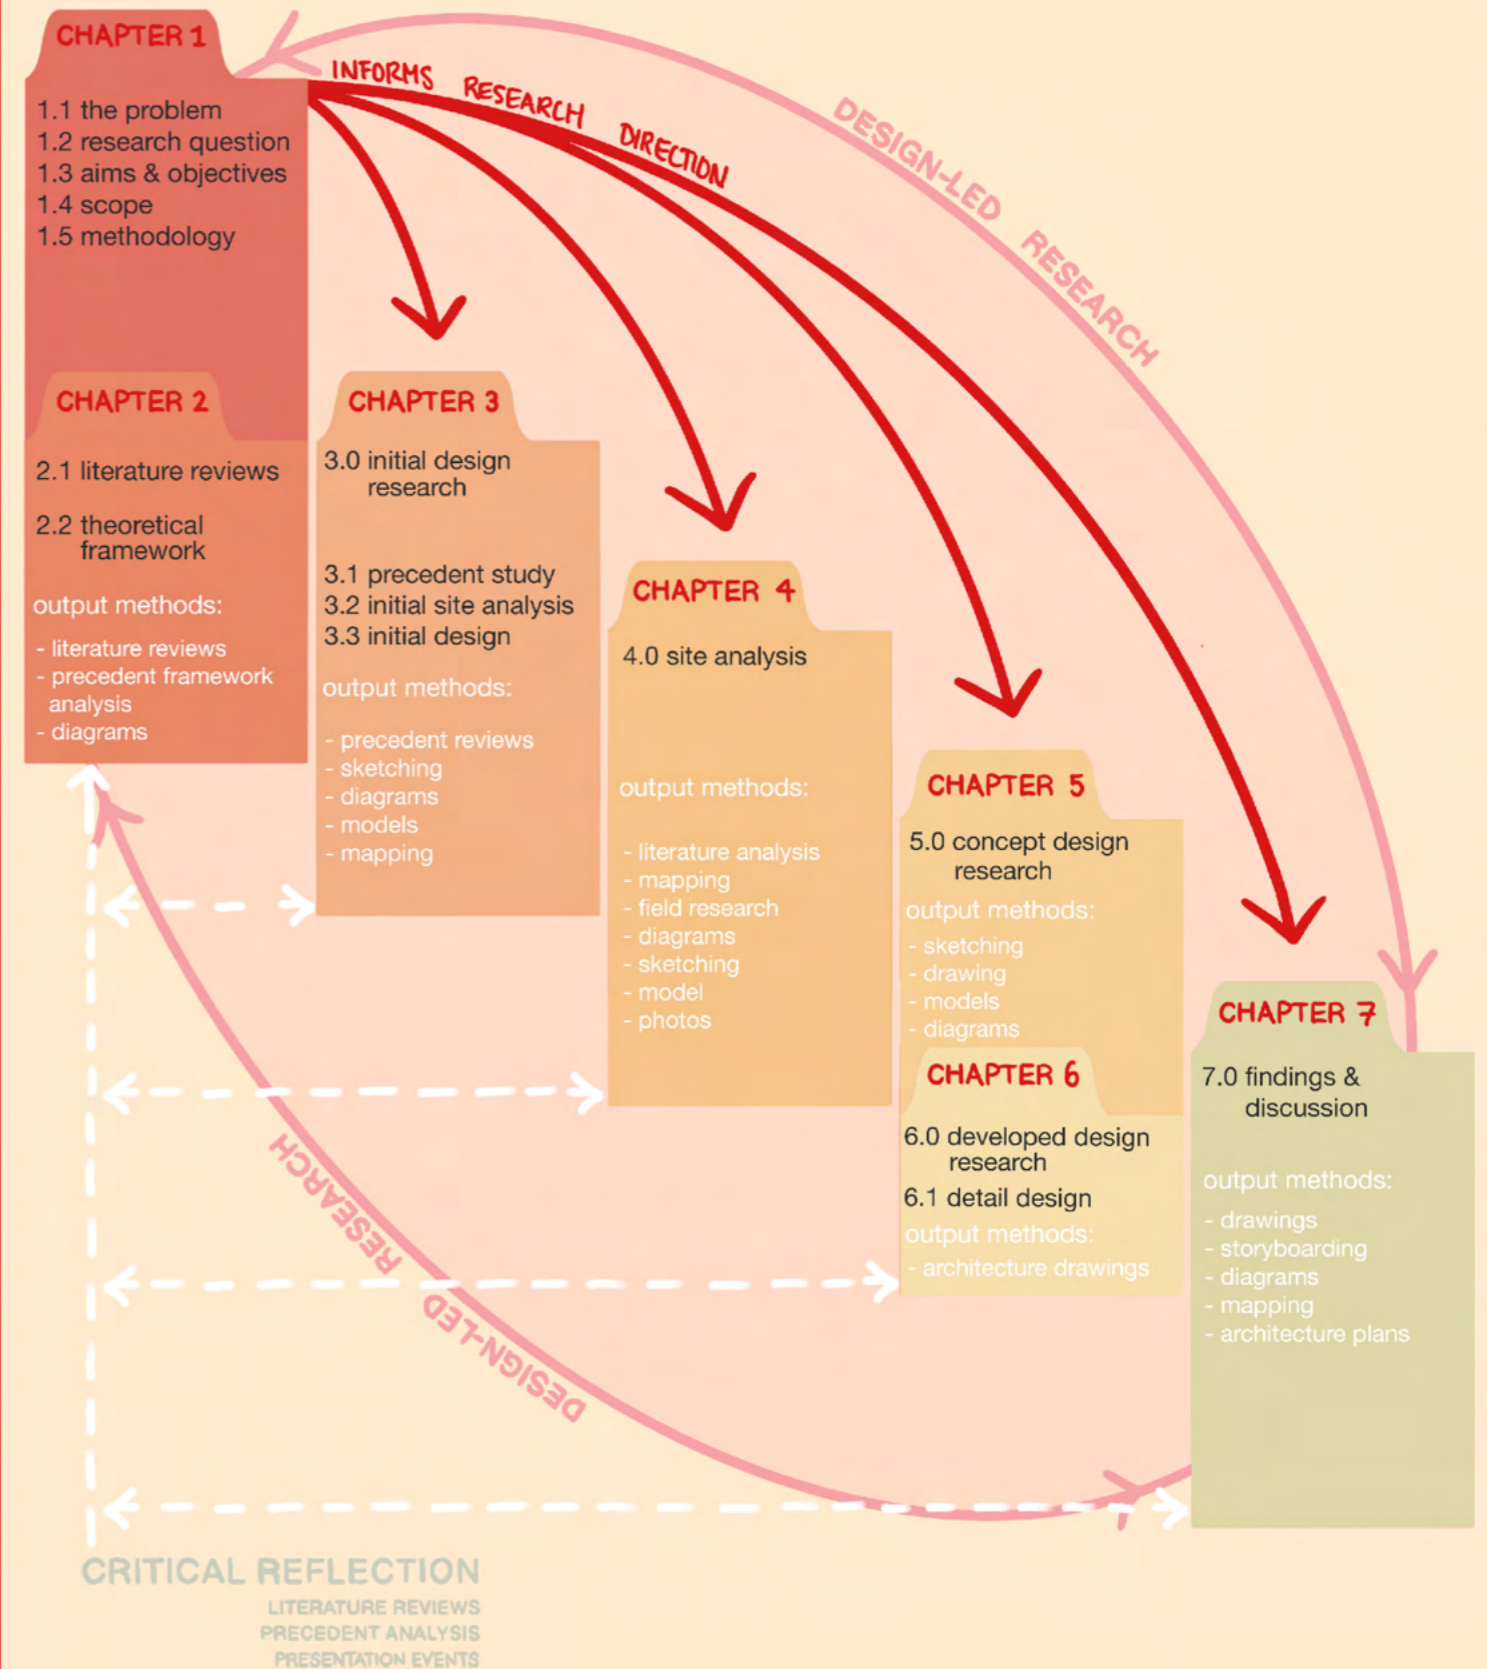 CHAPTER 1
1.1 the problem
1.2 research question
1.3 aims & objectives
1.4 scope
1.5 methodology
INFORMS RESEARCH DIRECTION
DESIGN-LED RESEARCH
CHAPTER 2
2.1 literature reviews
2.2 theoretical
framework
output methods:
- literature reviews
- precedent framework
analysis
- diagrams
CHAPTER 3
3.0 initial design
research
3.1 precedent study
3.2 initial site analysis
3.3 initial design
output methods:
- precedent reviews
- sketching
- diagrams
- models
- mapping
CHAPTER 4
4.0 site analysis
output methods:
- literature analysis
- mapping
- field research
- diagrams
- sketching
- model
- photos
CHAPTER 5
5.0 concept design
research
output methods:
- sketching
- drawing
- models
- diagrams
CHAPTER 6
6.0 developed design
research
6.1 detail design
output methods:
- architecture drawings
CHAPTER 7
7.0 findings &
discussion
output methods:
- drawings
- storyboarding
- diagrams
- mapping
- architecture plans
DESIGN-LED RESEARCH
CRITICAL REFLECTION
LITERATURE REVIEWS
PRECEDENT ANALYSIS
PRESENTATION EVENTS